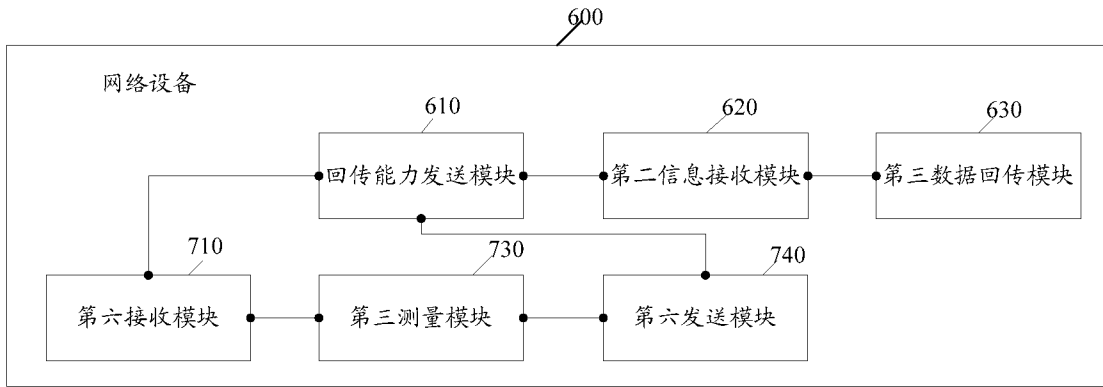 600
网络设备
610
620
630
回传能力发送模块
第二信息接收模块
第三数据回传模块
710
730
740
第六接收模块
第三测量模块
第六发送模块